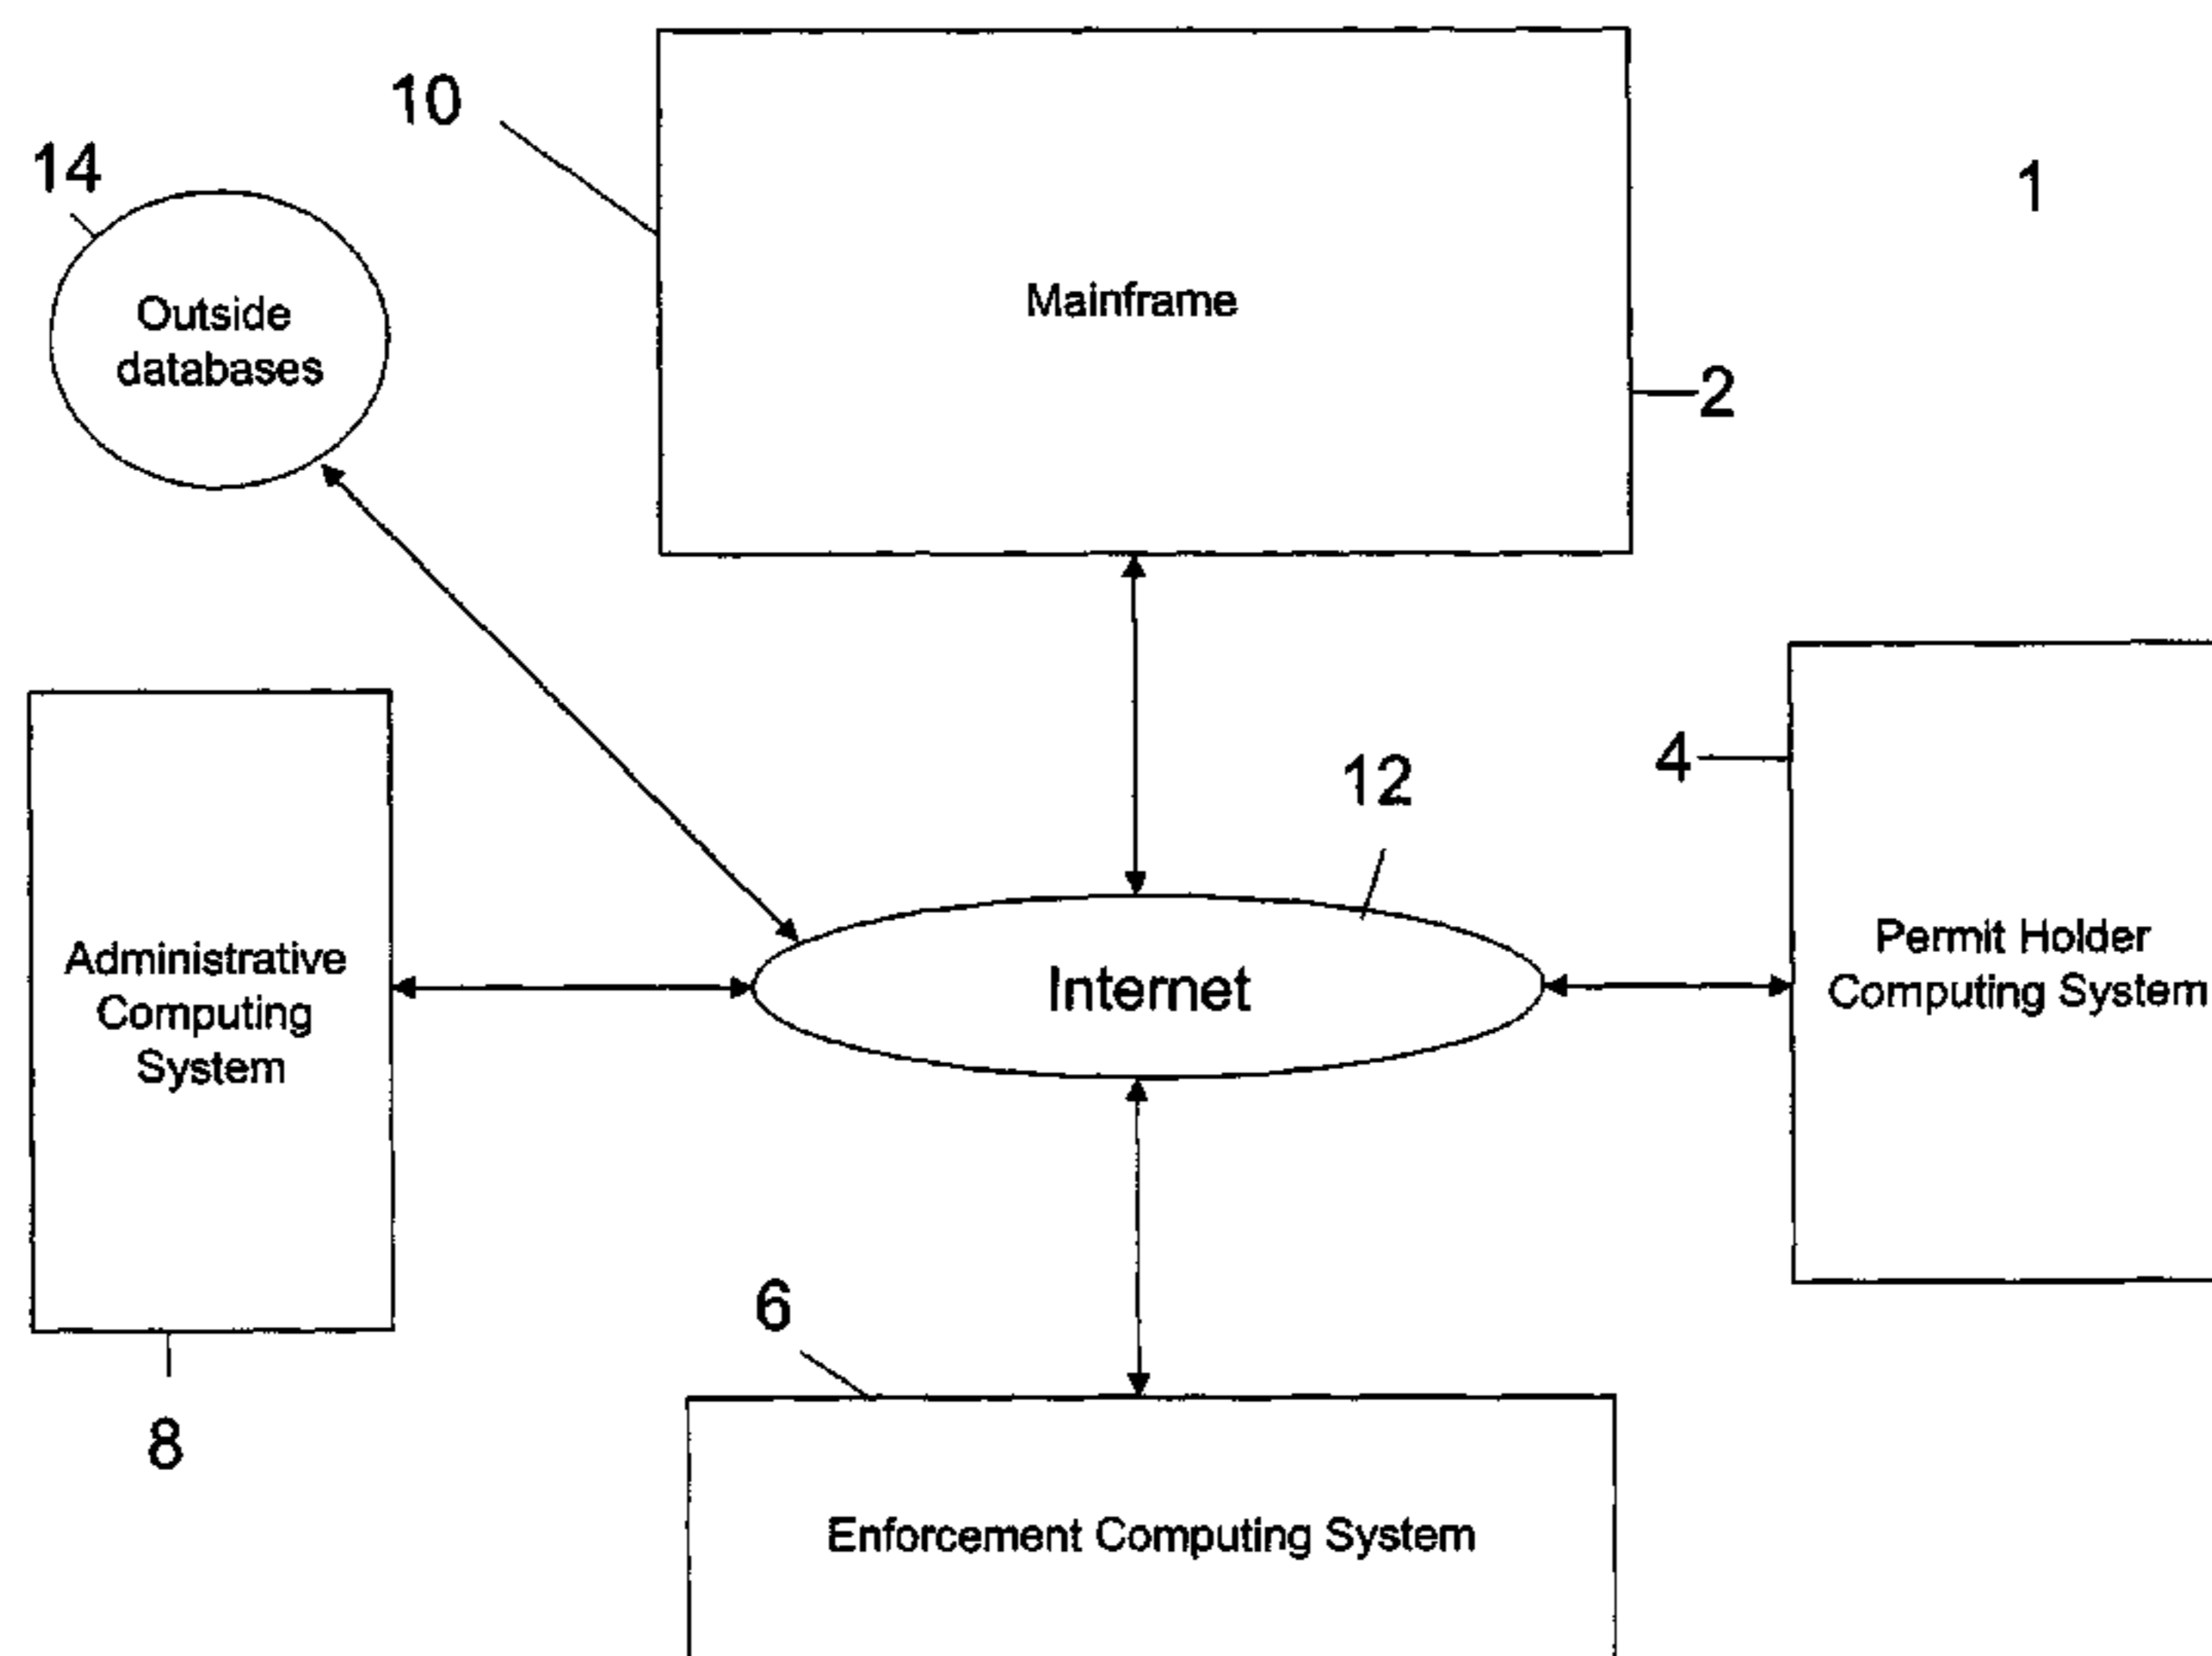 10
14
1
Outside
databases
Mainframe
2
4
12
Administrative
Computing
System
Internet
Permit Holder
Computing System
6
8
Enforcement Computing System